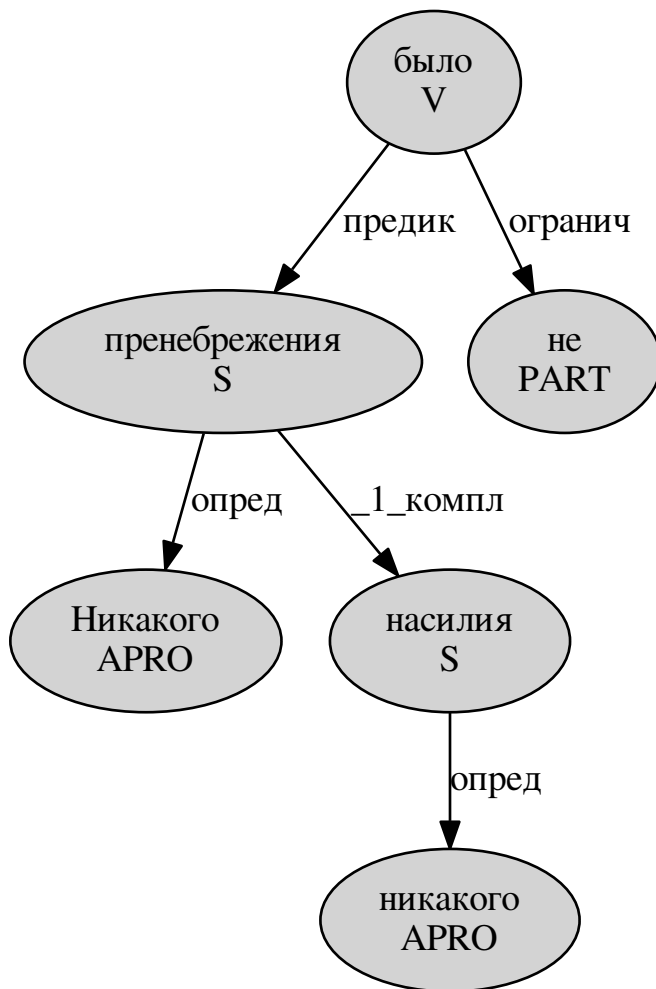 было
V
предик
огранич
пренебрежения
S
не
PART
опред
_1_компл
Никакого
APRO
насилия
S
опред
никакого
APRO